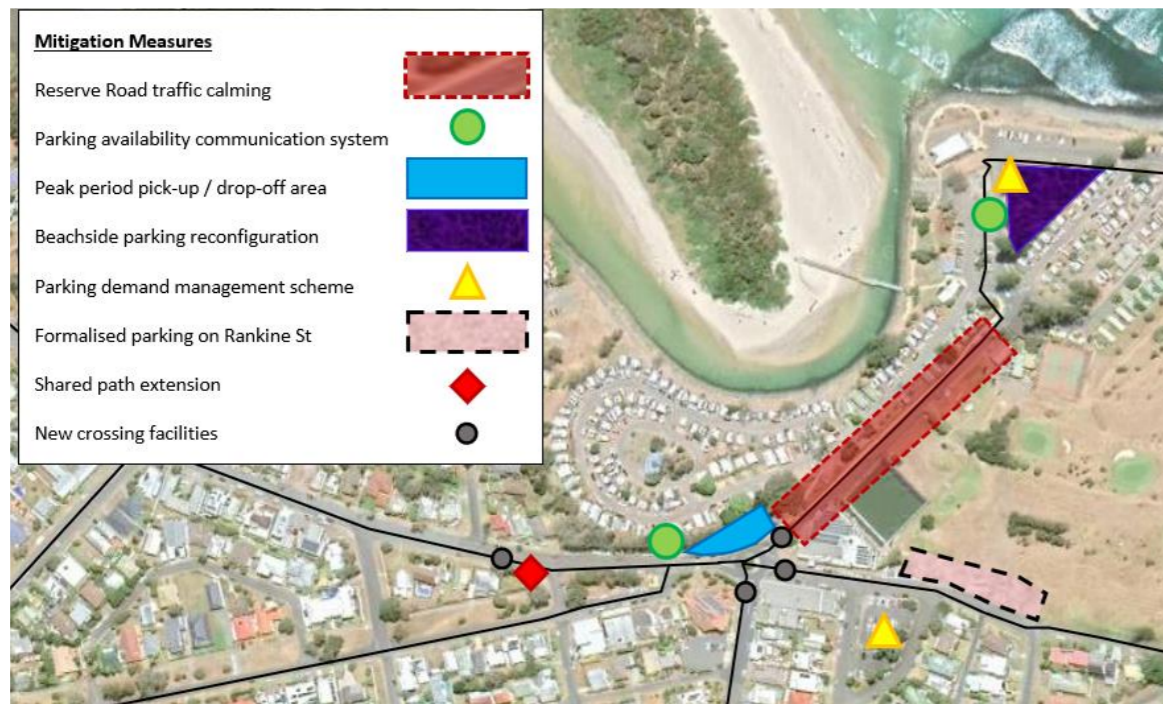 Mitigation Measures
Reserve Road traffic calming
Parking availability communication system
Peak period pick-up / drop-off area
Beachside parking reconfiguration
Parking demand management scheme
Formalised parking on Rankine St
Shared path extension
New crossing facilities